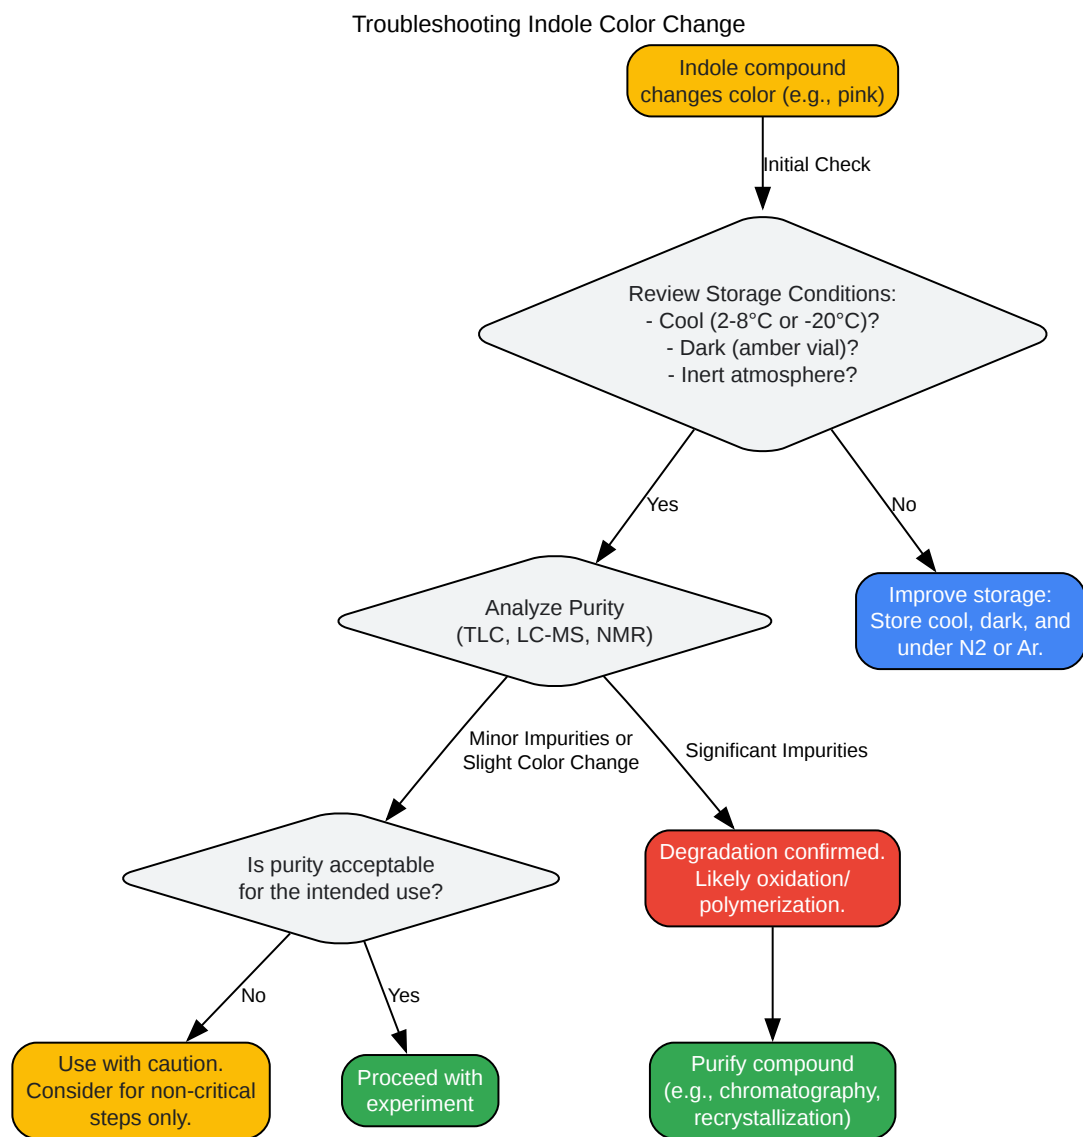 Troubleshooting Indole Color Change
Indole compound
changes color (e.g., pink)
Initial Check
Review Storage Conditions:
- Cool (2-8°C or -20°C)?
- Dark (amber vial)?
- Inert atmosphere?
Yes
No
Analyze Purity
(TLC, LC-MS, NMR)
Improve storage:
Store cool, dark, and
under N2 or Ar.
Minor Impurities or
Slight Color Change
Significant Impurities
Is purity acceptable
for the intended use?
Degradation confirmed.
Likely oxidation/
polymerization.
No
Yes
Use with caution.
Consider for non-critical
steps only.
Proceed with
experiment
Purify compound
(e.g., chromatography,
recrystallization)